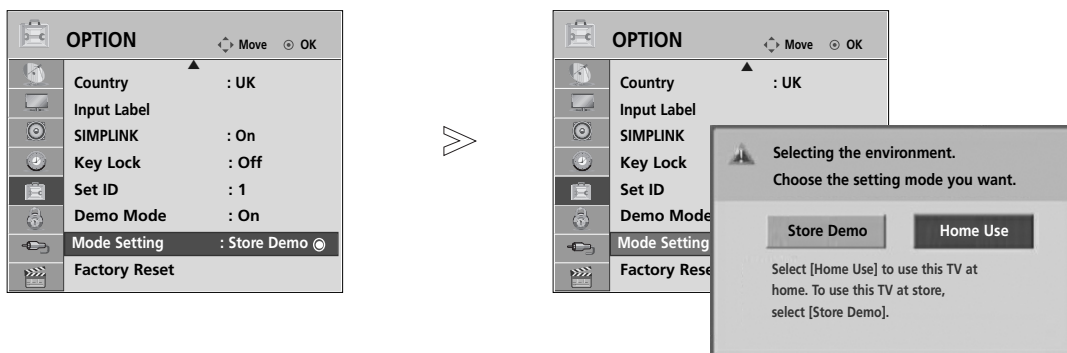 OPTION Move OK
Country : UK
Input Label
SIMPLINK : On
Key Lock : Off
Set ID : 1
Demo Mode : On
Mode Setting : Store Demo
Factory Reset
OPTION Move OK
Country : UK
Input Label
SIMPLINK
Key Lock
Set ID
Demo Mode
Mode Setting
Factory Rese
Selecting the environment.
Choose the setting mode you want.
Store Demo Home Use
Select [Home Use] to use this TV at
home. To use this TV at store,
select [Store Demo].